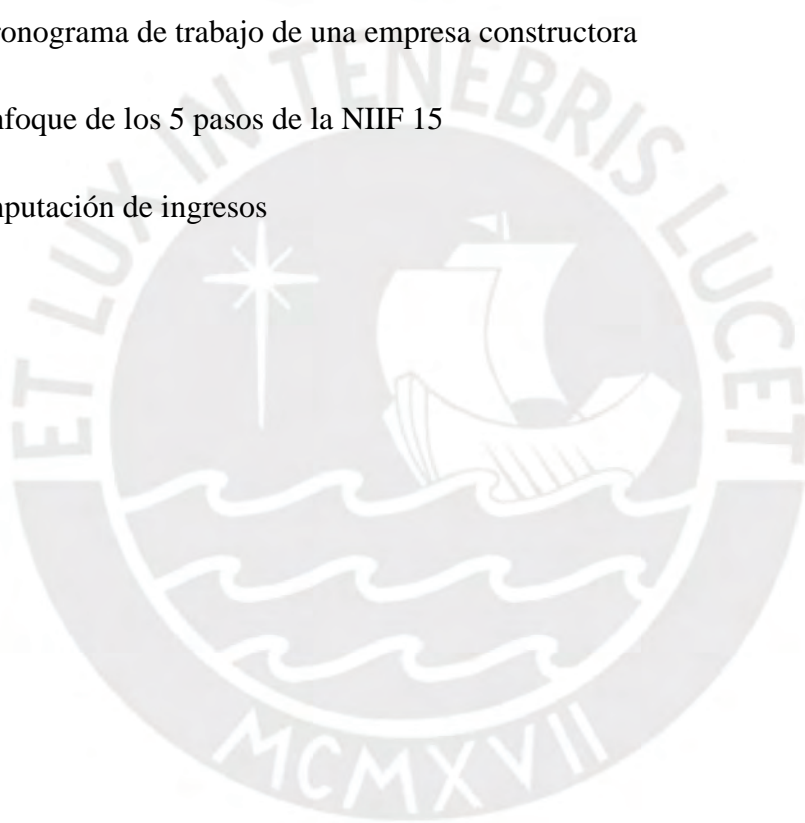 ronograma de trabajo de una empresa constructora
nfoque de los 5 pasos de la NIIF 15
nputación de ingresos
ET LUX IN TENEBRIS LUCET
MCMXVII